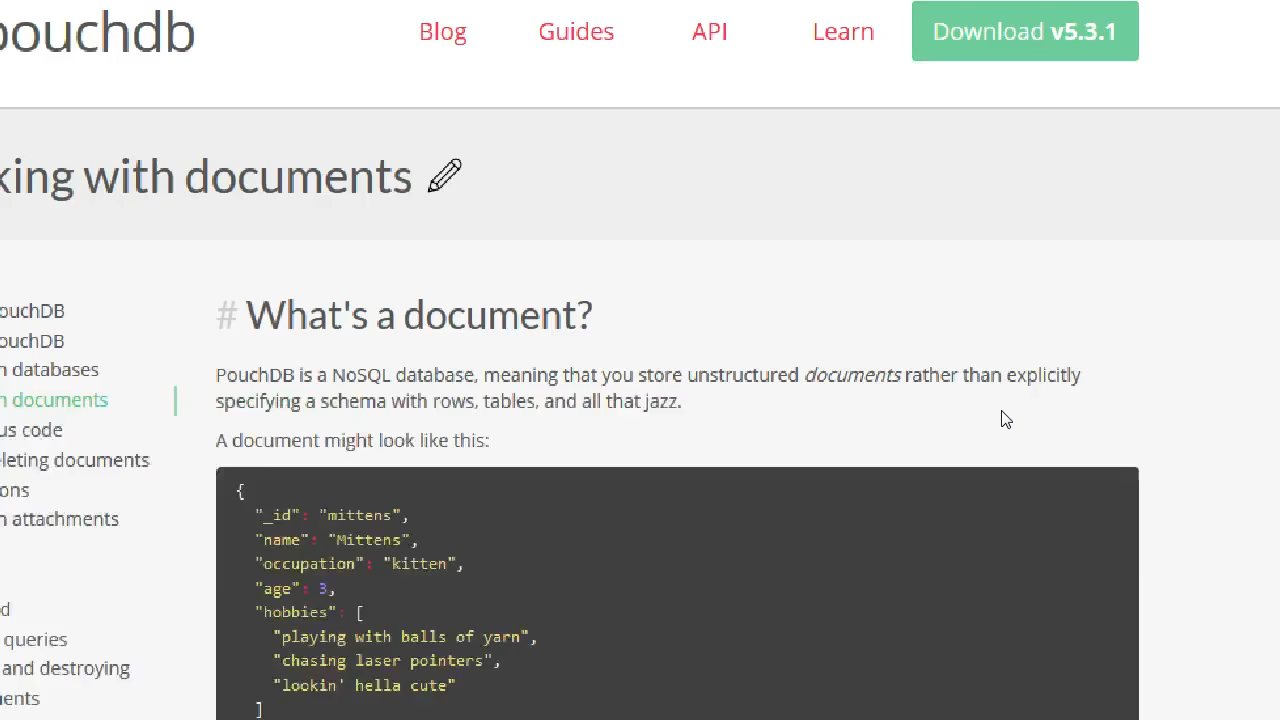 pouchdb
Blog
Guides
API
Learn
Download v5.3.1
king with documents
ouchDB
ouchDB
n databases
n documents
us code
leting documents
ons
n attachments
d
queries
and destroying
ents
# What's a document?
PouchDB is a NoSQL database, meaning that you store unstructured documents rather than explicitly
specifying a schema with rows, tables, and all that jazz.
A document might look like this:
{
"_id": "mittens",
"name": "Mittens",
"occupation": "kitten",
"age": 3,
"hobbies": [
"playing with balls of yarn",
"chasing laser pointers",
"lookin' hella cute"
]